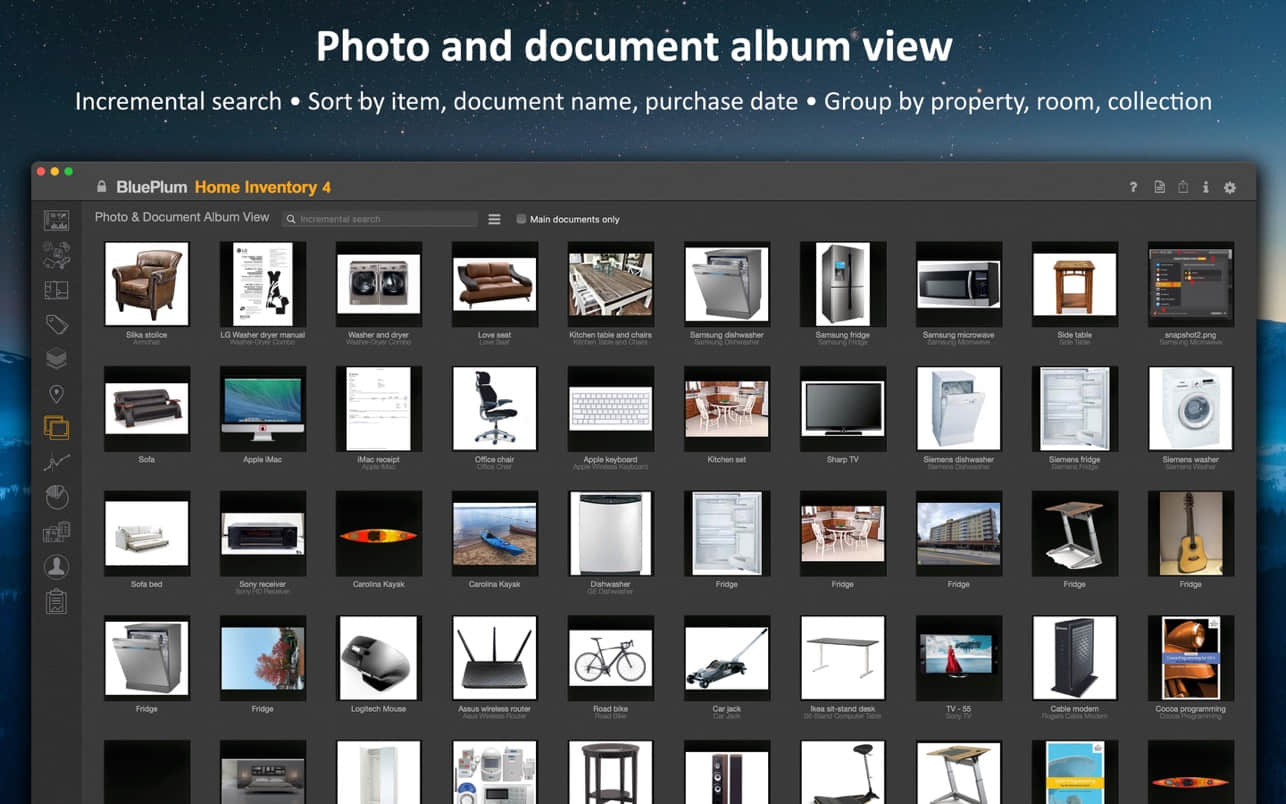 Photo and document album view
Incremental search • Sort by item, document name, purchase date • Group by property, room, collection
BluePlum Home Inventory 4
Photo & Document Album View
Incremental search
Main documents only
Silka stolice
Armchair
LG Washer dryer manual
Washer-Dryer Combo
Washer and dryer
Washer-Dryer Combo
Love seat
Love Seat
Kitchen table and chairs
Kitchen Table and Chairs
Samsung dishwasher
Samsung Dishwasher
Samsung fridge
Samsung Fridge
Samsung microwave
Samsung Microwave
Side table
Side Table
snapshot2.png
Samsung Microwave
Sofa
Apple iMac
iMac receipt
Apple iMac
Office chair
Office Chair
Apple keyboard
Apple Wireless Keyboard
Kitchen set
Sharp TV
Siemens dishwasher
Siemens Dishwasher
Siemens fridge
Siemens Fridge
Siemens washer
Siemens Washer
Sofa bed
Sony receiver
Sony HD Receiver
Carolina Kayak
Carolina Kayak
Dishwasher
GE Dishwasher
Fridge
Fridge
Fridge
Fridge
Fridge
Fridge
Fridge
Logitech Mouse
Assus wireless router
Asus Wireless Router
Road bike
Road Bike
Car jack
Car Jack
Ikea sit-stand desk
Sit-Stand Computer Table
TV - 55
Sony TV
Cable modem
Rogers Cable Modem
Cocoa programming
Cocoa Programming